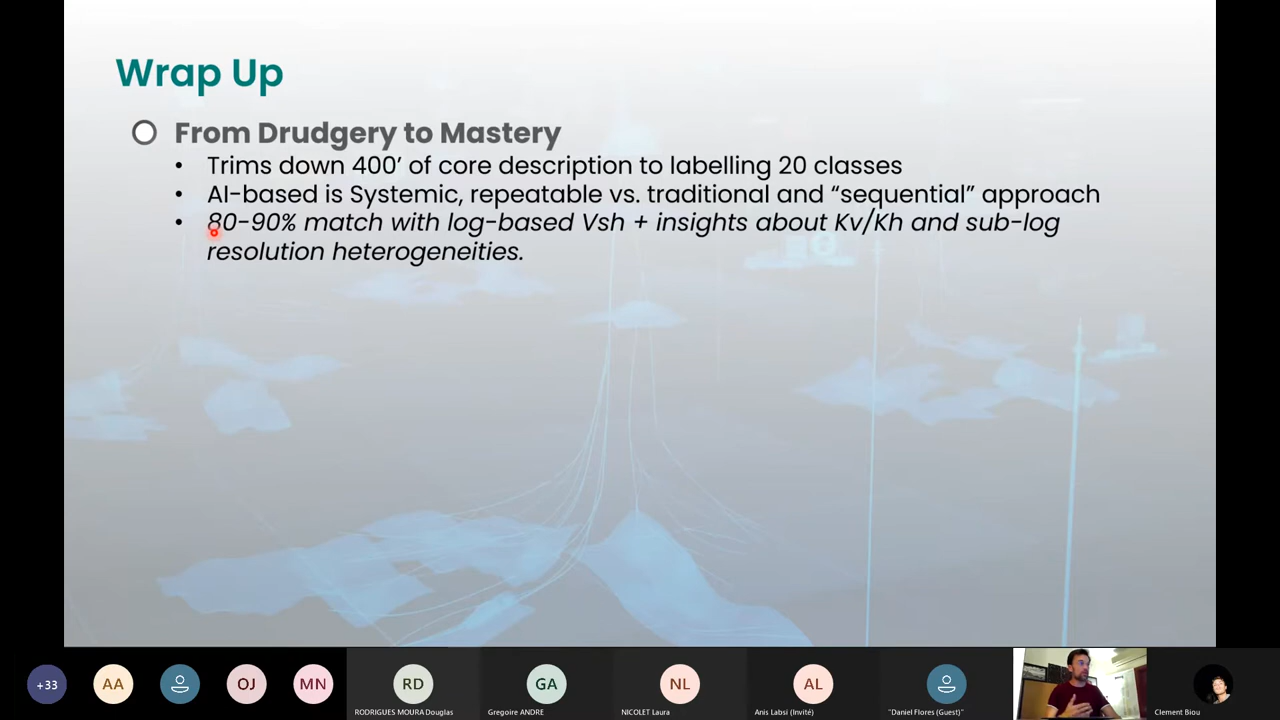 Wrap Up
From Drudgery to Mastery
• Trims down 400’ of core description to labelling 20 classes
• AI-based is Systemic, repeatable vs. traditional and “sequential” approach
• 80-90% match with log-based Vsh + insights about Kv/Kh and sub-log
resolution heterogeneities.
+33
AA
OJ
MN
RD
GA
NL
AL
RODRIGUES MOURA Douglas
Gregoire ANDRE
NICOLET Laura
Anis Labsi (Invité)
"Daniel Flores (Guest)"
Clement Biou